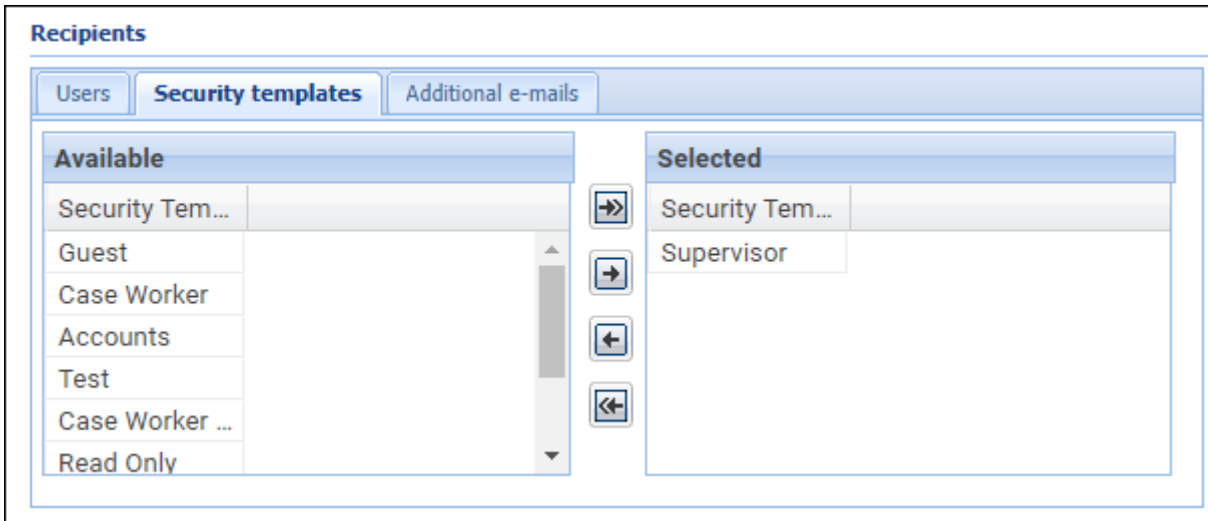 Recipients
Users Security templates Additional e-mails
Available Selected
Security Tem... Security Tem...
Guest Supervisor
Case Worker
Accounts
Test
Case Worker ...
Read Only